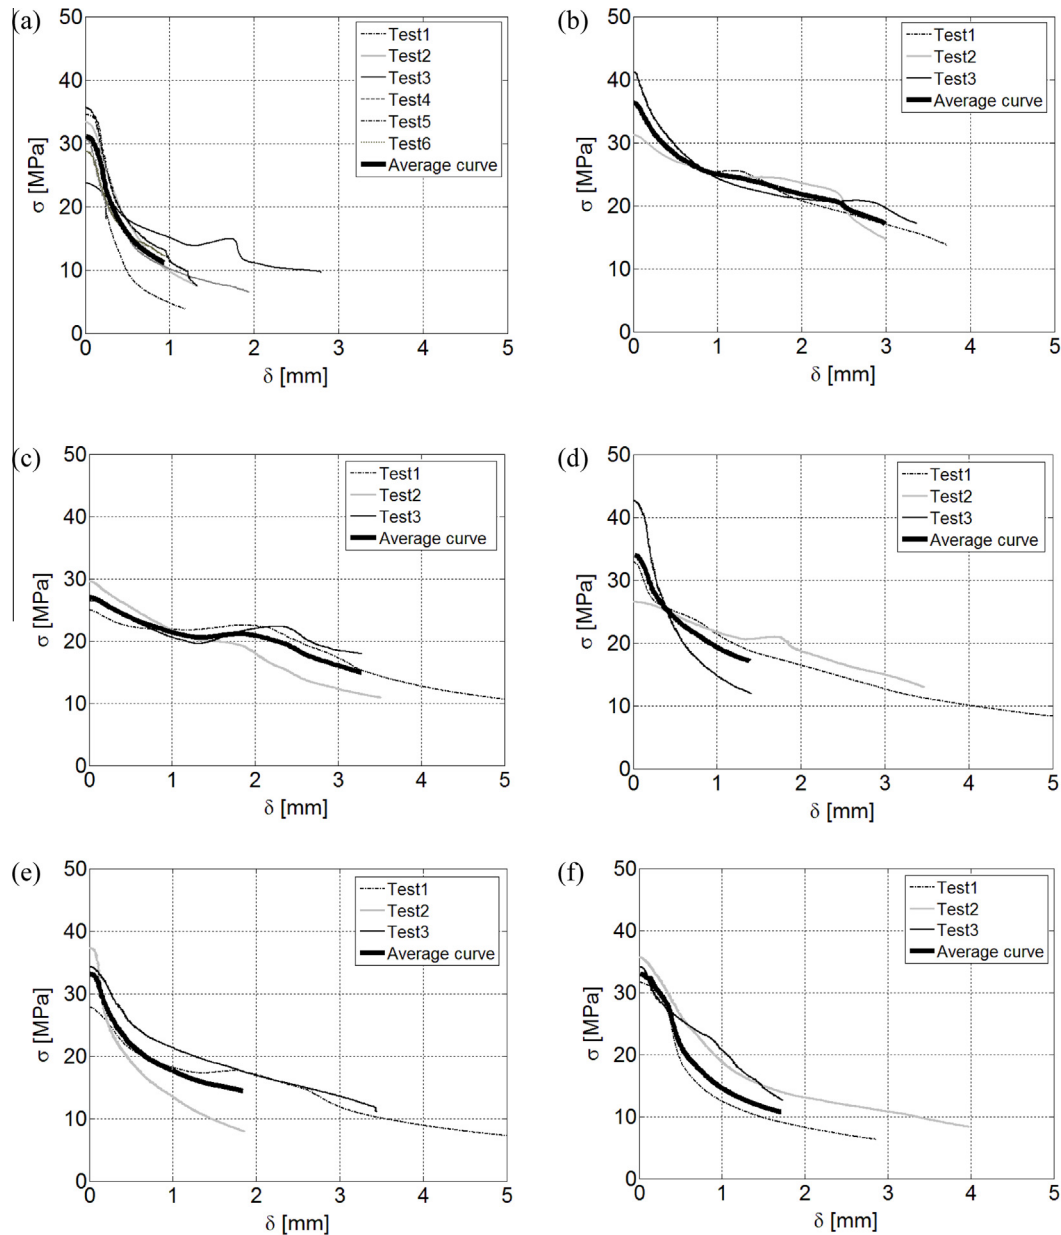 (a)
50
40
30
20
10
0
σ [MPa]
Test1
Test2
Test3
Test4
Test5
Test6
Average curve
0 1 2 3 4 5
δ [mm]
(b)
50
40
30
20
10
0
σ [MPa]
Test1
Test2
Test3
Average curve
0 1 2 3 4 5
δ [mm]
(c)
50
40
30
20
10
0
σ [MPa]
Test1
Test2
Test3
Average curve
0 1 2 3 4 5
δ [mm]
(d)
50
40
30
20
10
0
σ [MPa]
Test1
Test2
Test3
Average curve
0 1 2 3 4 5
δ [mm]
(e)
50
40
30
20
10
0
σ [MPa]
Test1
Test2
Test3
Average curve
0 1 2 3 4 5
δ [mm]
(f)
50
40
30
20
10
0
σ [MPa]
Test1
Test2
Test3
Average curve
0 1 2 3 4 5
δ [mm]